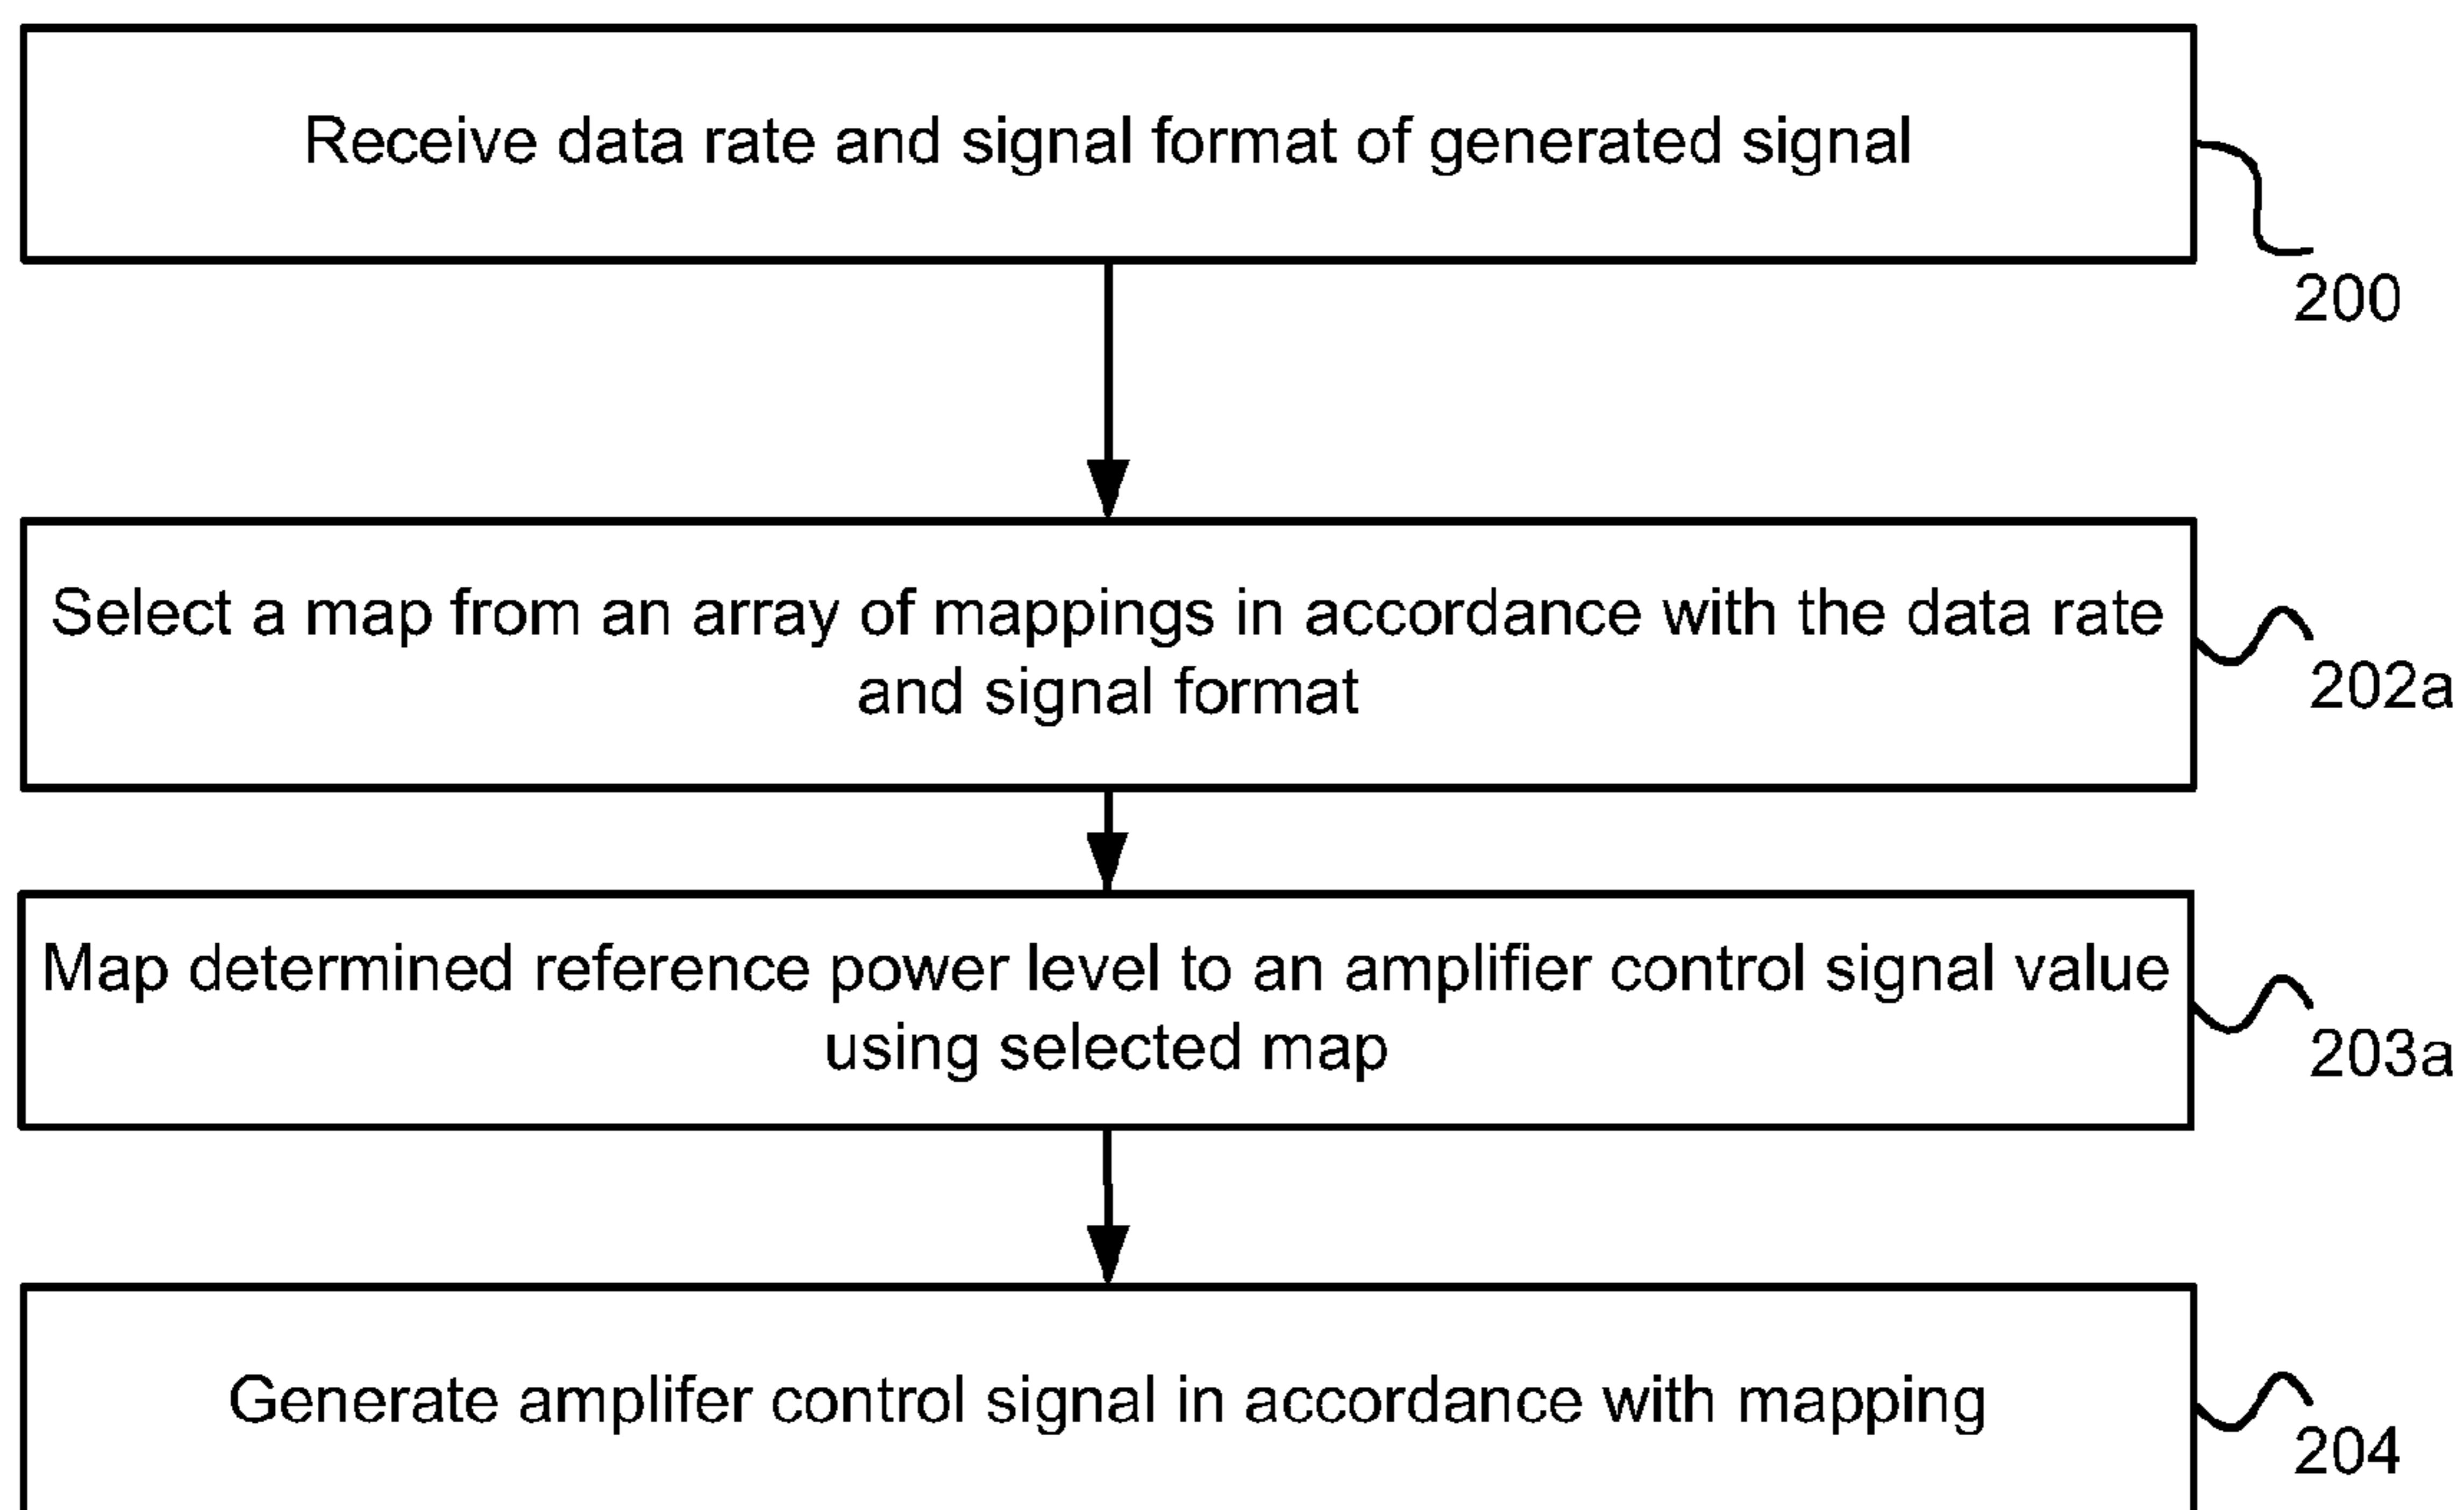 Receive data rate and signal format of generated signal
200
Select a map from an array of mappings in accordance with the data rate
and signal format
202a
Map determined reference power level to an amplifier control signal value
using selected map
203a
Generate amplifer control signal in accordance with mapping
204